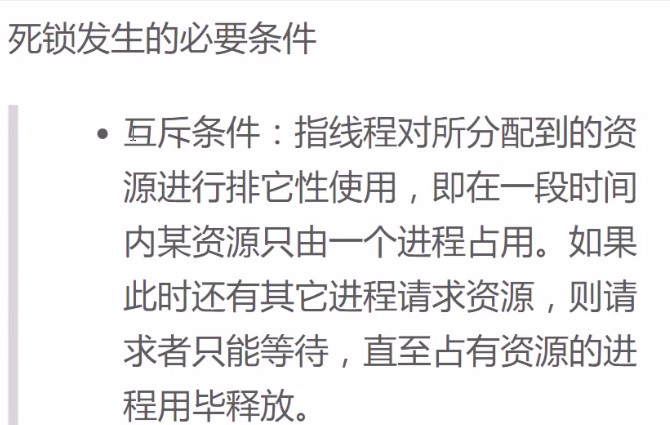 死锁发生的必要条件
• 互斥条件：指线程对所分配到的资
源进行排它性使用，即在一段时间
内某资源只由一个进程占用。如果
此时还有其它进程请求资源，则请
求者只能等待，直至占有资源的进
程用毕释放。